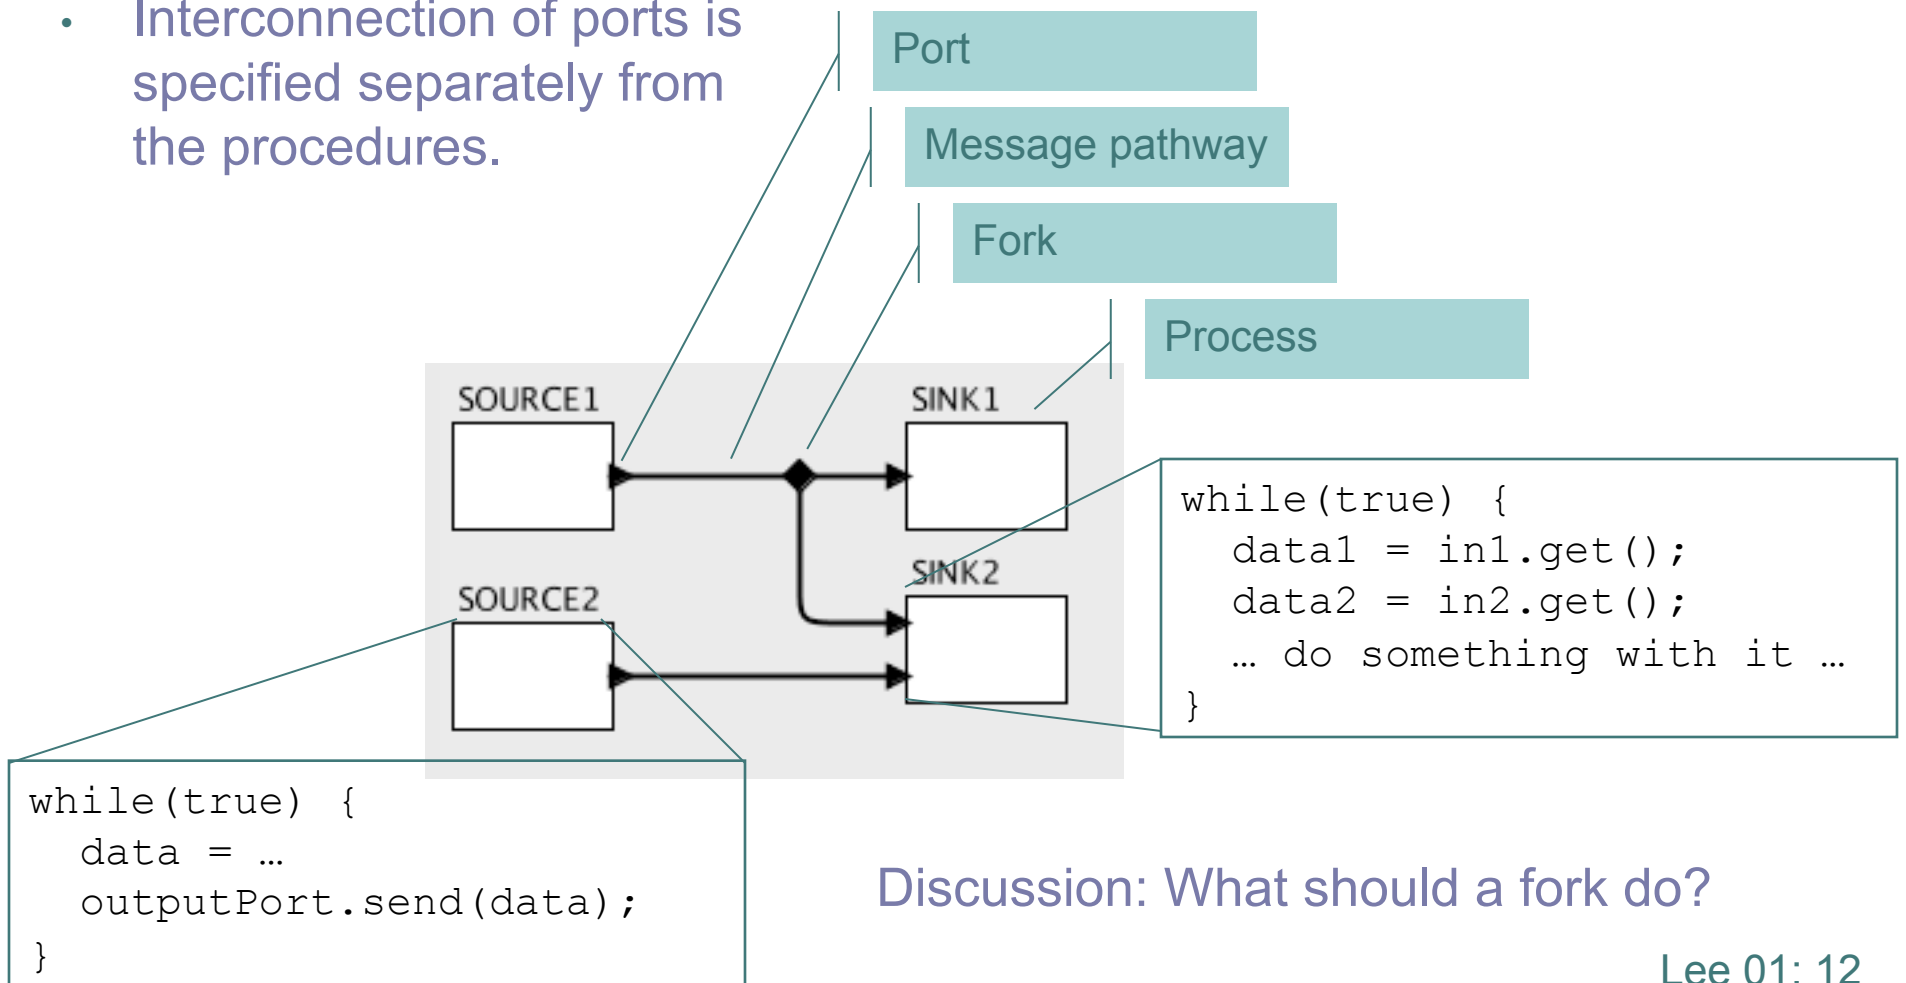 • Interconnection of ports is
specified separately from
the procedures.
Port
Message pathway
Fork
Process
SOURCE1
SINK1
SOURCE2
SINK2
while(true) {
data1 = in1.get();
data2 = in2.get();
… do something with it …
}
while(true) {
data = …
outputPort.send(data);
}
Discussion: What should a fork do?
Lee 01: 12